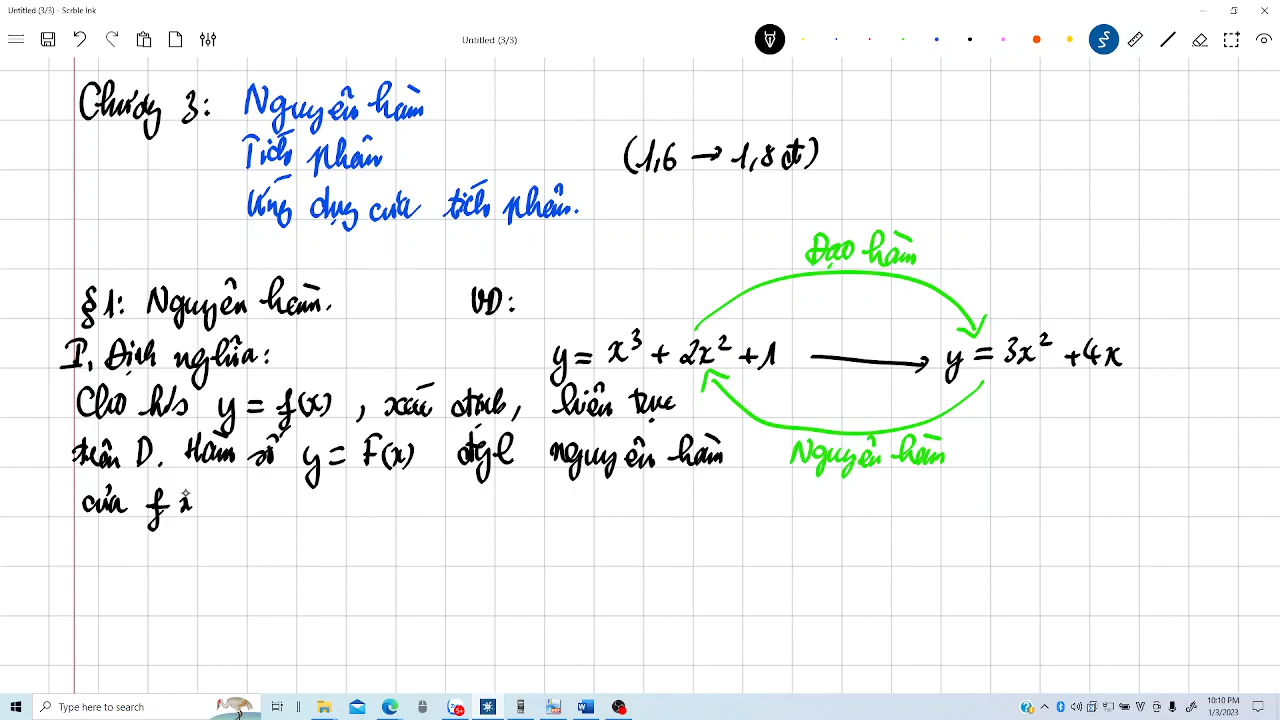 Untitled (3/3) - Scrble Ink
Untitled (3/3)
Chương 3: Nguyên hàm
Tích phân
Ứng dụng của tích phân.
(1,6 → 1,8đ)
Đạo hàm
§1: Nguyên hàm. VD:
y = x³ + 2x² + 1 ⟶ y = 3x² + 4x
Nguyên hàm
I. Định nghĩa:
Cho h/s y = f(x), xác định, liên tục
trên D. Hàm số y = F(x) đgl nguyên hàm
của f x
Type here to search
5+
10:10 PM
1/3/2023